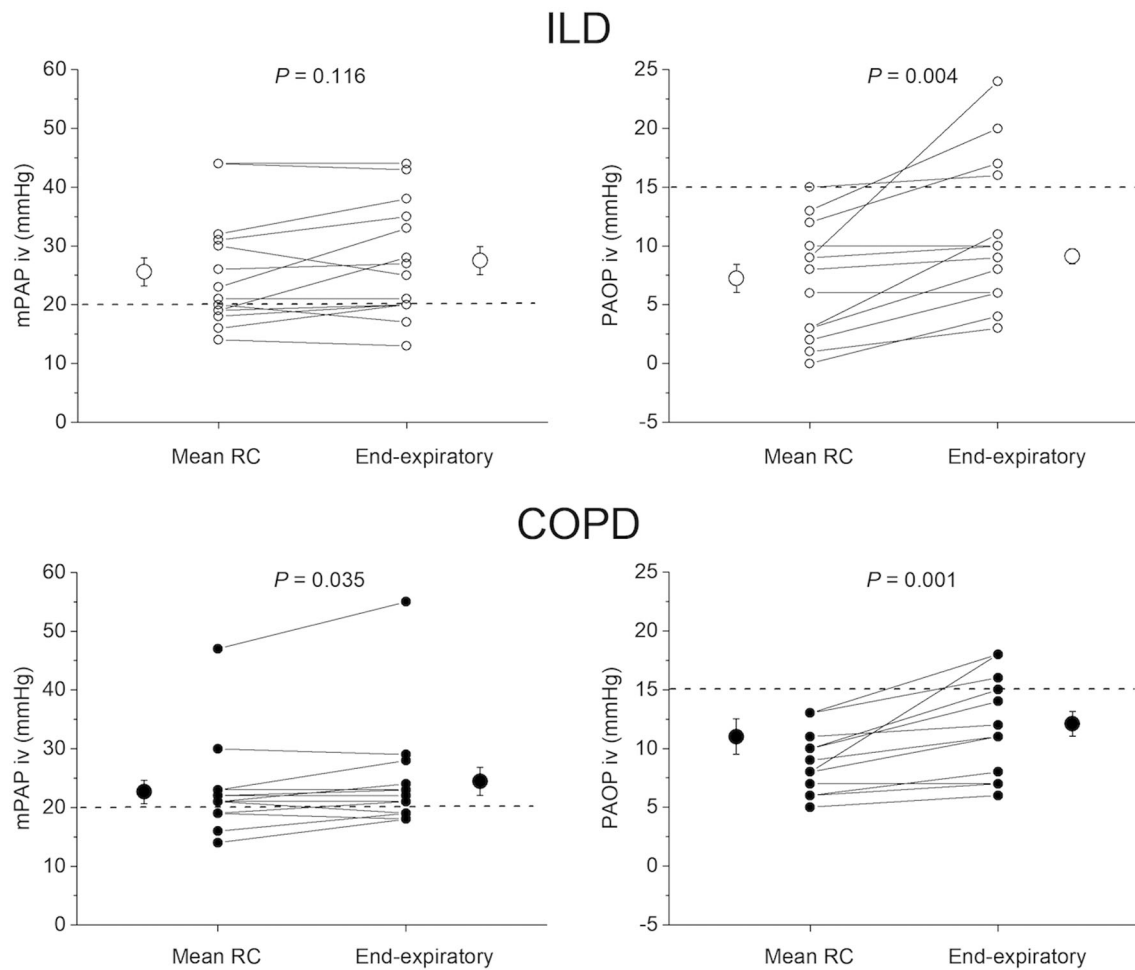 ILD
P = 0.116
mPAP iv (mmHg)
60
50
40
30
20
10
0
Mean RC
End-expiratory
P = 0.004
PAOP iv (mmHg)
25
20
15
10
5
0
-5
Mean RC
End-expiratory
COPD
P = 0.035
mPAP iv (mmHg)
60
50
40
30
20
10
0
Mean RC
End-expiratory
P = 0.001
PAOP iv (mmHg)
25
20
15
10
5
0
-5
Mean RC
End-expiratory